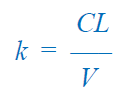 k = CL / V